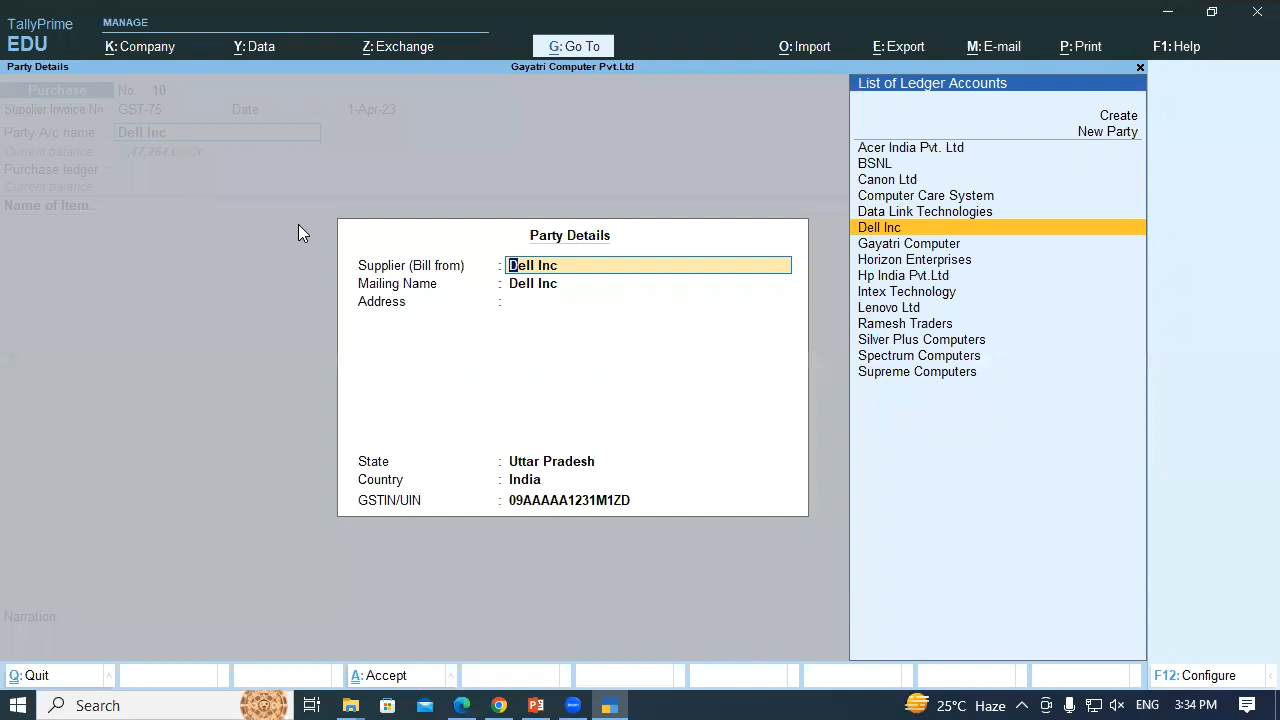 TallyPrime
EDU
MANAGE
K: Company
Y: Data
Z: Exchange
G: Go To
O: Import
E: Export
M: E-mail
P: Print
F1: Help
Party Details
Gayatri Computer Pvt.Ltd
Purchase No. 10
Supplier Invoice No GST-75 Date 1-Apr-23
Party A/c name : Dell Inc
Current balance
Purchase ledger :
Current balance
Name of Item
Party Details
Supplier (Bill from) : Dell Inc
Mailing Name : Dell Inc
Address :
State : Uttar Pradesh
Country : India
GSTIN/UIN : 09AAAAA1231M1ZD
List of Ledger Accounts
Create
New Party
Acer India Pvt. Ltd
BSNL
Canon Ltd
Computer Care System
Data Link Technologies
Dell Inc
Gayatri Computer
Horizon Enterprises
Hp India Pvt.Ltd
Intex Technology
Lenovo Ltd
Ramesh Traders
Silver Plus Computers
Spectrum Computers
Supreme Computers
Narration:
Q: Quit
A: Accept
F12: Configure
Search
25°C Haze
ENG
3:34 PM